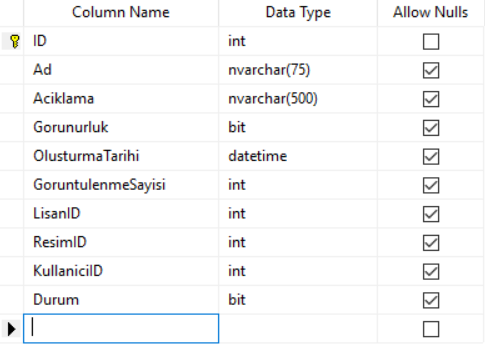 Column Name Data Type Allow Nulls
ID int
Ad nvarchar(75)
Aciklama nvarchar(500)
Gorunurluk bit
OlusturmaTarihi datetime
GoruntulenmeSayisi int
LisanID int
ResimID int
KullaniciID int
Durum bit